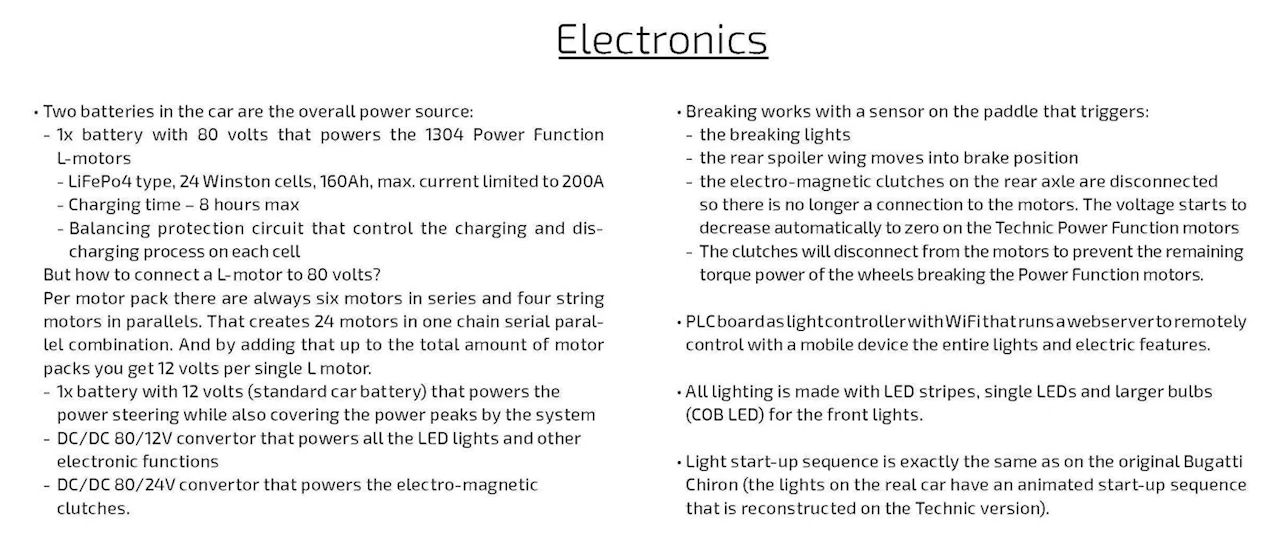 Electronics
• Two batteries in the car are the overall power source:
- 1x battery with 80 volts that powers the 1304 Power Function
L-motors
- LiFePo4 type, 24 Winston cells, 160Ah, max. current limited to 200A
- Charging time – 8 hours max
- Balancing protection circuit that control the charging and dis-
charging process on each cell
But how to connect a L-motor to 80 volts?
Per motor pack there are always six motors in series and four string
motors in parallels. That creates 24 motors in one chain serial paral-
lel combination. And by adding that up to the total amount of motor
packs you get 12 volts per single L motor.
- 1x battery with 12 volts (standard car battery) that powers the
power steering while also covering the power peaks by the system
- DC/DC 80/12V convertor that powers all the LED lights and other
electronic functions
- DC/DC 80/24V convertor that powers the electro-magnetic
clutches.
• Breaking works with a sensor on the paddle that triggers:
- the breaking lights
- the rear spoiler wing moves into brake position
- the electro-magnetic clutches on the rear axle are disconnected
so there is no longer a connection to the motors. The voltage starts to
decrease automatically to zero on the Technic Power Function motors
- The clutches will disconnect from the motors to prevent the remaining
torque power of the wheels breaking the Power Function motors.
• PLC board as light controller with WiFi that runs a webserver to remotely
control with a mobile device the entire lights and electric features.
• All lighting is made with LED stripes, single LEDs and larger bulbs
(COB LED) for the front lights.
• Light start-up sequence is exactly the same as on the original Bugatti
Chiron (the lights on the real car have an animated start-up sequence
that is reconstructed on the Technic version).